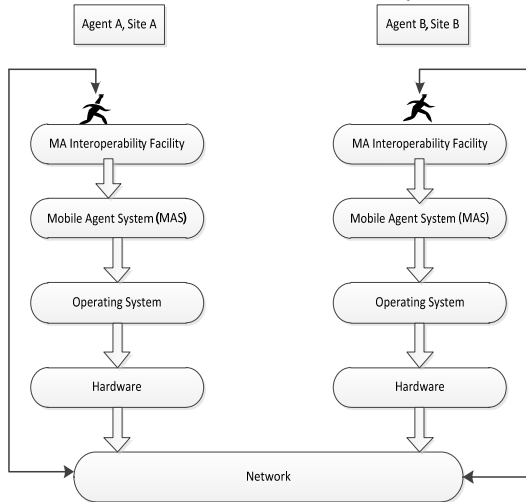 Agent A, Site A
Agent B, Site B
MA Interoperability Facility
MA Interoperability Facility
Mobile Agent System (MAS)
Mobile Agent System (MAS)
Operating System
Operating System
Hardware
Hardware
Network